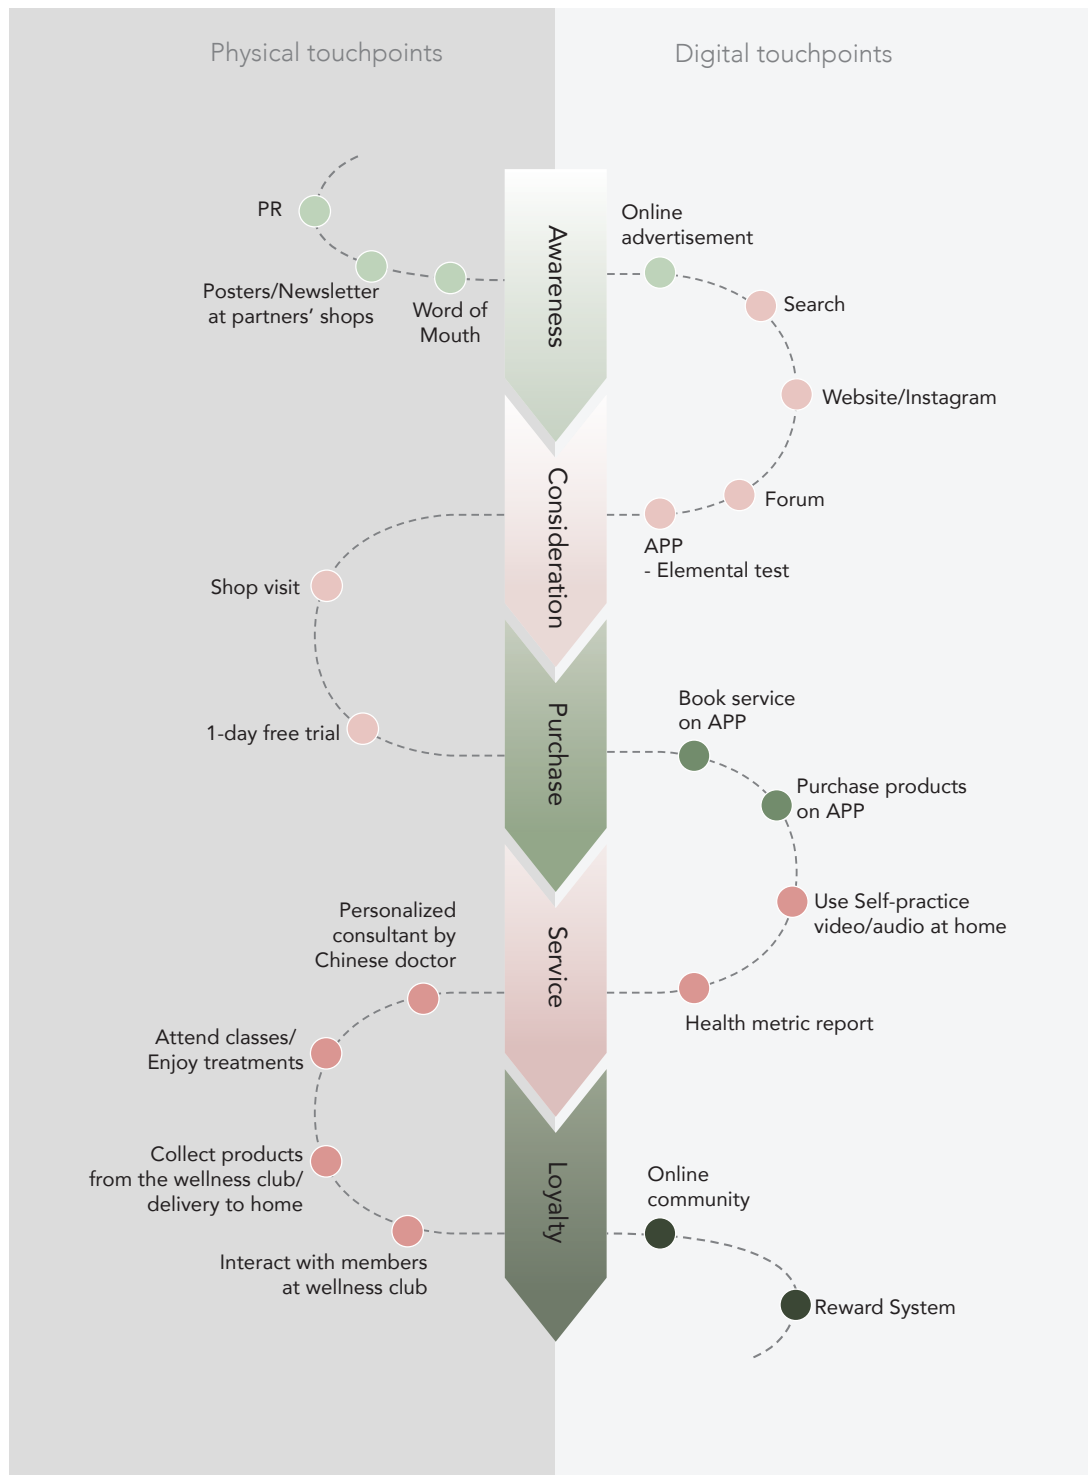 Physical touchpoints
Digital touchpoints
PR
Posters/Newsletter
at partners’ shops
Word of
Mouth
Awareness
Online
advertisement
Search
Website/Instagram
Forum
APP
- Elemental test
Consideration
Shop visit
1-day free trial
Purchase
Book service
on APP
Purchase products
on APP
Use Self-practice
video/audio at home
Health metric report
Service
Personalized
consultant by
Chinese doctor
Attend classes/
Enjoy treatments
Collect products
from the wellness club/
delivery to home
Interact with members
at wellness club
Loyalty
Online
community
Reward System